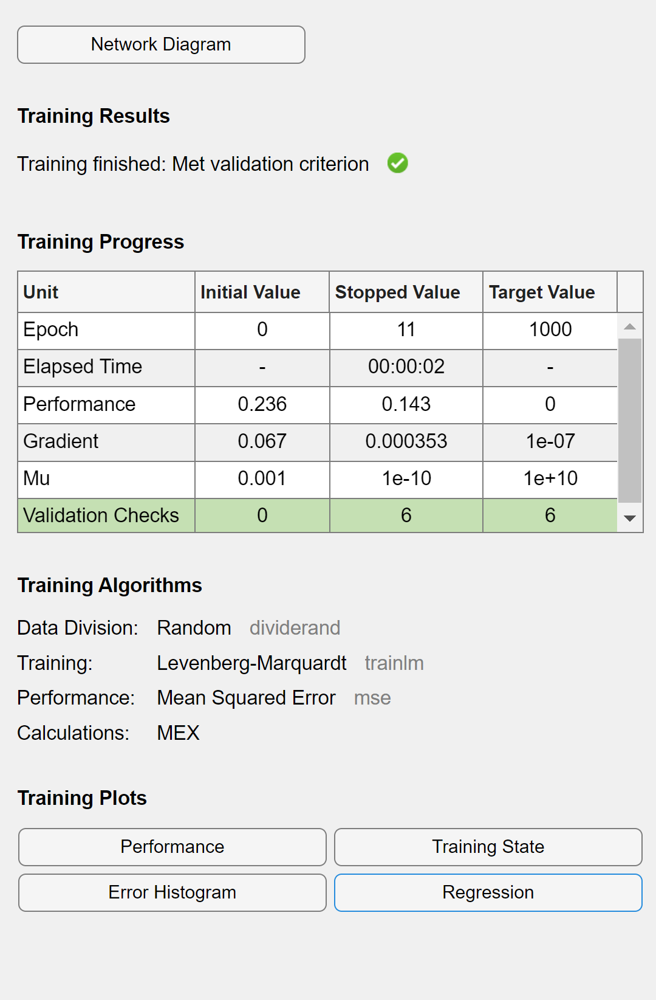 Network Diagram
Training Results
Training finished: Met validation criterion
Training Progress
Unit Initial Value Stopped Value Target Value
Epoch 0 11 1000
Elapsed Time - 00:00:02 -
Performance 0.236 0.143 0
Gradient 0.067 0.000353 1e-07
Mu 0.001 1e-10 1e+10
Validation Checks 0 6 6
Training Algorithms
Data Division: Random dividerand
Training: Levenberg-Marquardt trainlm
Performance: Mean Squared Error mse
Calculations: MEX
Training Plots
Performance Training State
Error Histogram Regression